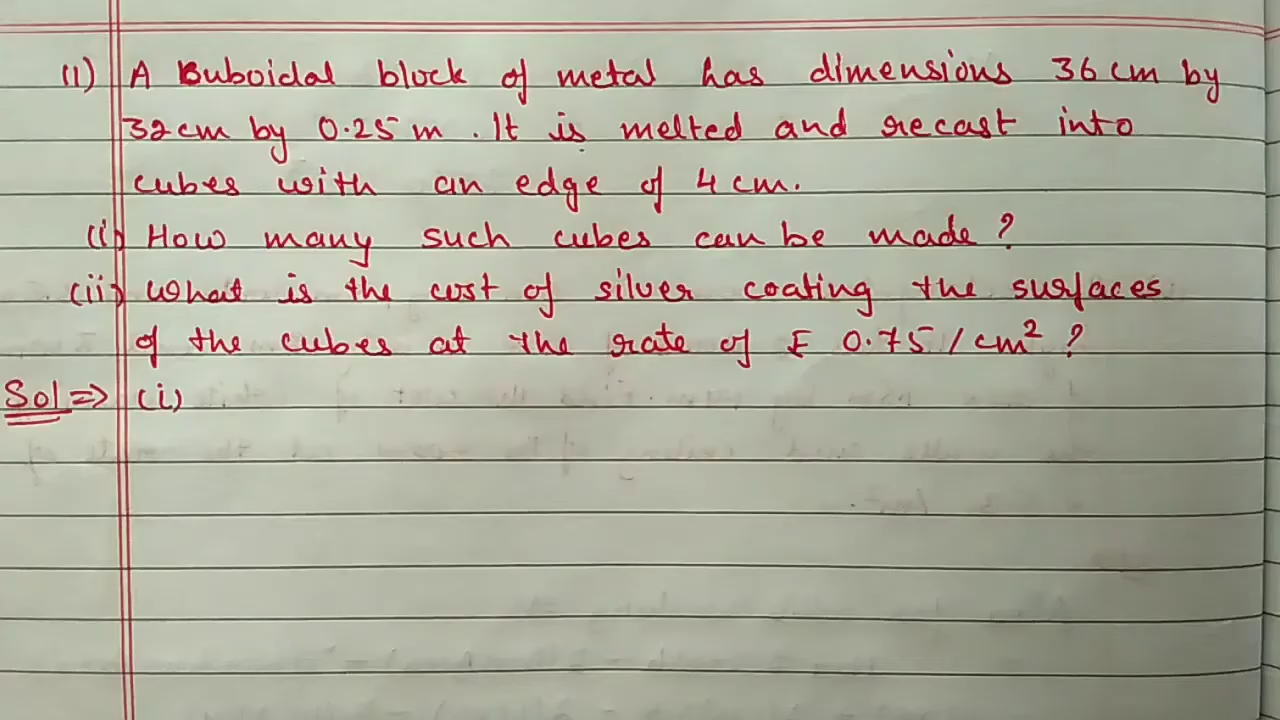 (11) A Cuboidal block of metal has dimensions 36 cm by
32 cm by 0.25 m. It is melted and recast into
cubes with an edge of 4 cm.
(i) How many such cubes can be made?
(ii) What is the cost of silver coating the surfaces
of the cubes at the rate of £ 0.75 / cm²?
Sol => (i)